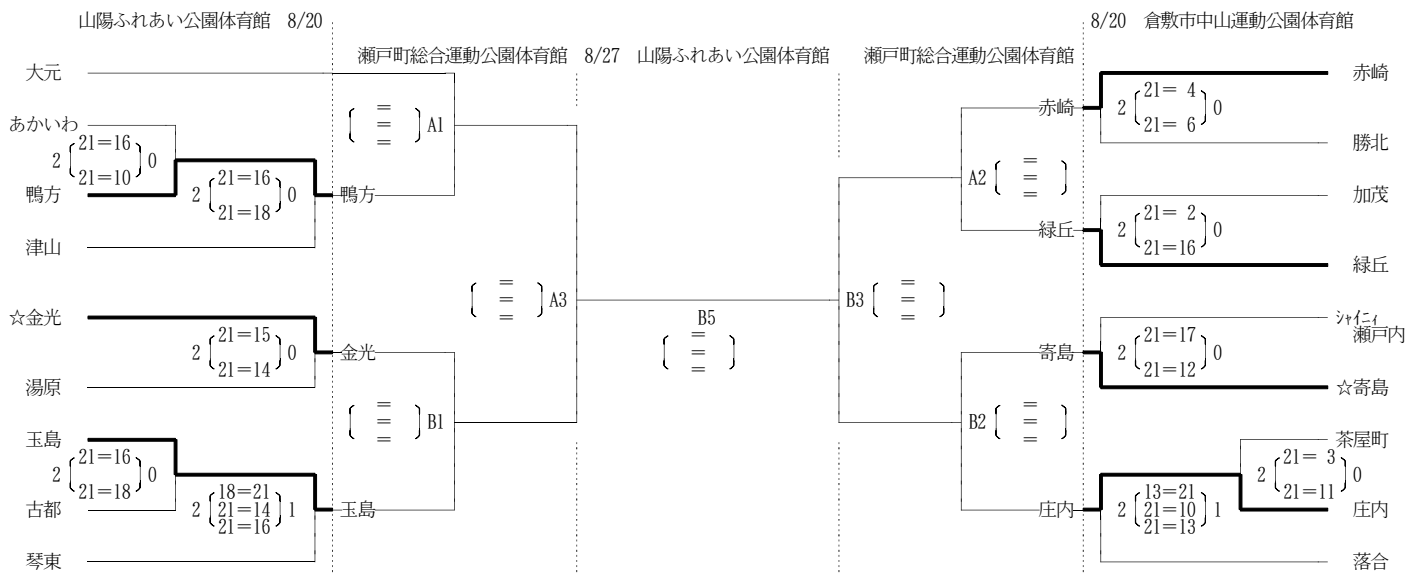 山陽ふれあい公園体育館 8/20
8/20 倉敷市中山運動公園体育館
瀬戸町総合運動公園体育館 8/27 山陽ふれあい公園体育館 瀬戸町総合運動公園体育館
大元
あかいわ
2 21=16 0
21=10
鴨方
2 21=16 0
21=18
津山
鴨方
=
= A1
=
☆金光
2 21=15 0
21=14
湯原
金光
玉島
2 21=16 0
21=18
古都
18=21
2 21=14 1
21=16
琴東
玉島
=
= B1
=
=
= A3
=
B5
=
=
=
=
B3 =
=
=
A2 =
=
=
B2 =
=
赤崎
赤崎
2 21= 4 0
21= 6
勝北
緑丘
加茂
2 21= 2 0
21=16
緑丘
寄島
シャイニィ
瀬戸内
2 21=17 0
21=12
☆寄島
茶屋町
2 21= 3 0
21=11
庄内
庄内
13=21
2 21=10 1
21=13
落合